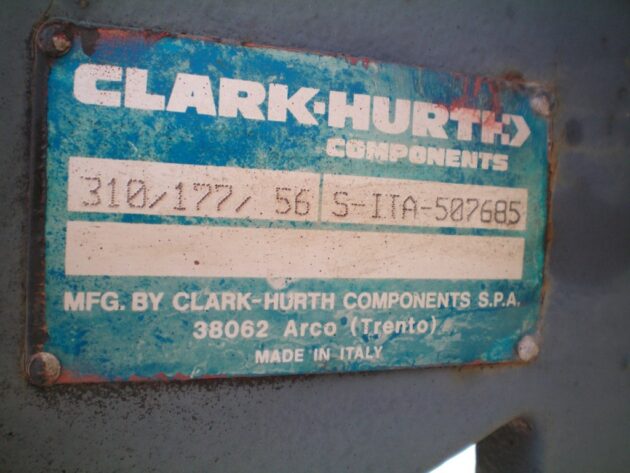 CLARK-HURTH
COMPONENTS
310/177/ 56 S-ITA-507685
MFG. BY CLARK-HURTH COMPONENTS S.P.A.
38062 Arco (Trento)
MADE IN ITALY